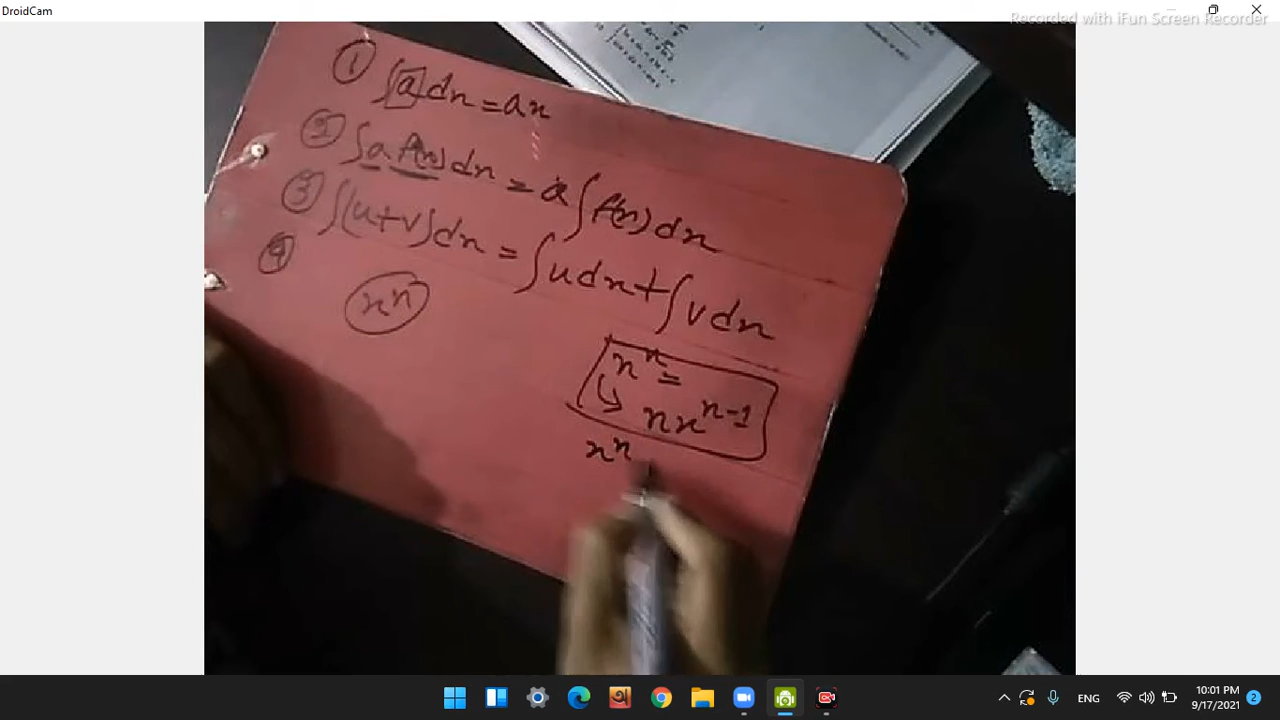 DroidCam
Recorded with iFun Screen Recorder
① ∫a dx = ax
② ∫a f(x) dx = a∫f(x) dx
③ ∫(u+v) dx = ∫u dx + ∫v dx
④
xⁿ
xⁿ =
↳ nxⁿ⁻¹
xⁿ
ENG
10:01 PM
9/17/2021
2